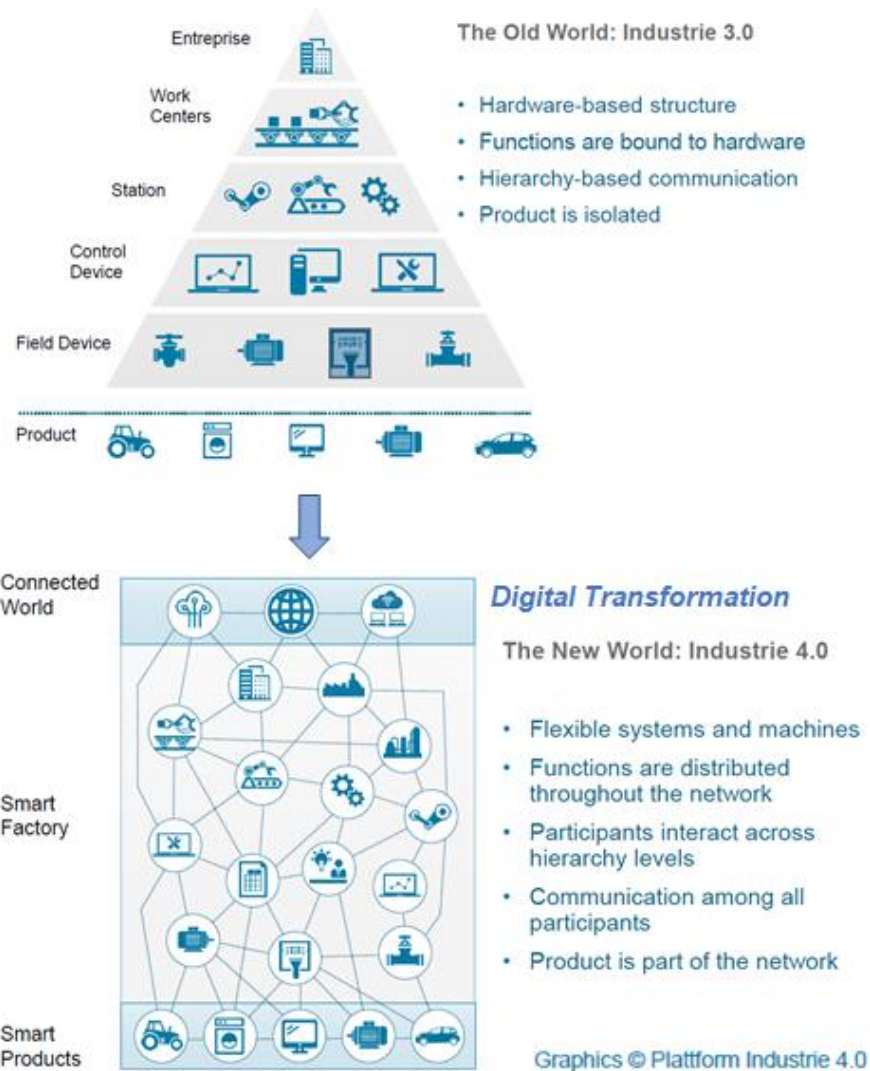 Entreprise
The Old World: Industrie 3.0
Work
Centers
• Hardware-based structure
• Functions are bound to hardware
Station
• Hierarchy-based communication
• Product is isolated
Control
Device
Field Device
Product
Connected
World
Digital Transformation
The New World: Industrie 4.0
• Flexible systems and machines
• Functions are distributed
throughout the network
Smart
Factory
• Participants interact across
hierarchy levels
• Communication among all
participants
• Product is part of the network
Smart
Products
Graphics © Plattform Industrie 4.0